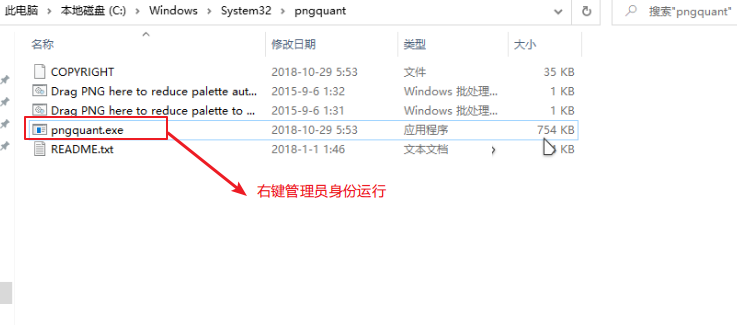 此电脑 > 本地磁盘 (C:) > Windows > System32 > pngquant
搜索"pngquant"
名称 修改日期 类型 大小
COPYRIGHT 2018-10-29 5:53 文件 35 KB
Drag PNG here to reduce palette aut... 2015-9-6 1:32 Windows 批处理... 1 KB
Drag PNG here to reduce palette to ... 2015-9-6 1:31 Windows 批处理... 1 KB
pngquant.exe 2018-10-29 5:53 应用程序 754 KB
README.txt 2018-1-1 1:46 文本文档 KB
右键管理员身份运行